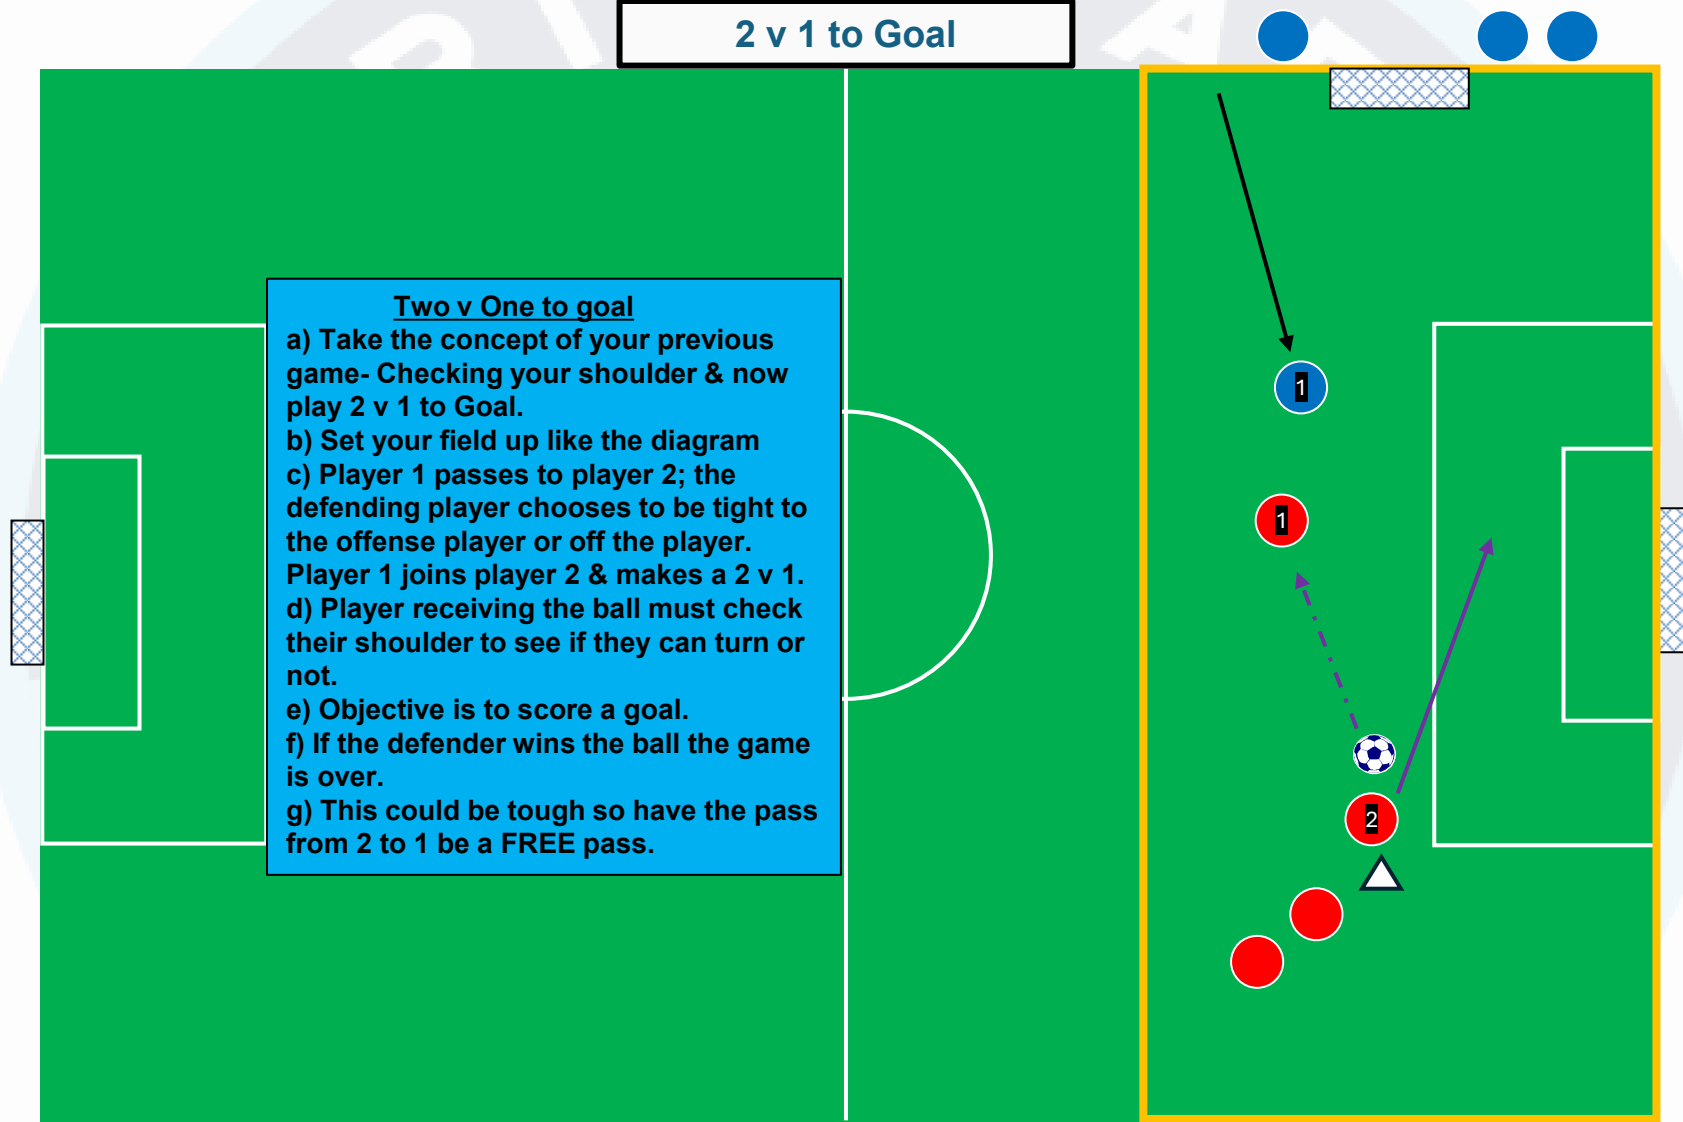 2 v 1 to Goal
Two v One to goal
a) Take the concept of your previous
game- Checking your shoulder & now
play 2 v 1 to Goal.
b) Set your field up like the diagram
c) Player 1 passes to player 2; the
defending player chooses to be tight to
the offense player or off the player.
Player 1 joins player 2 & makes a 2 v 1.
d) Player receiving the ball must check
their shoulder to see if they can turn or
not.
e) Objective is to score a goal.
f) If the defender wins the ball the game
is over.
g) This could be tough so have the pass
from 2 to 1 be a FREE pass.
1
1
2